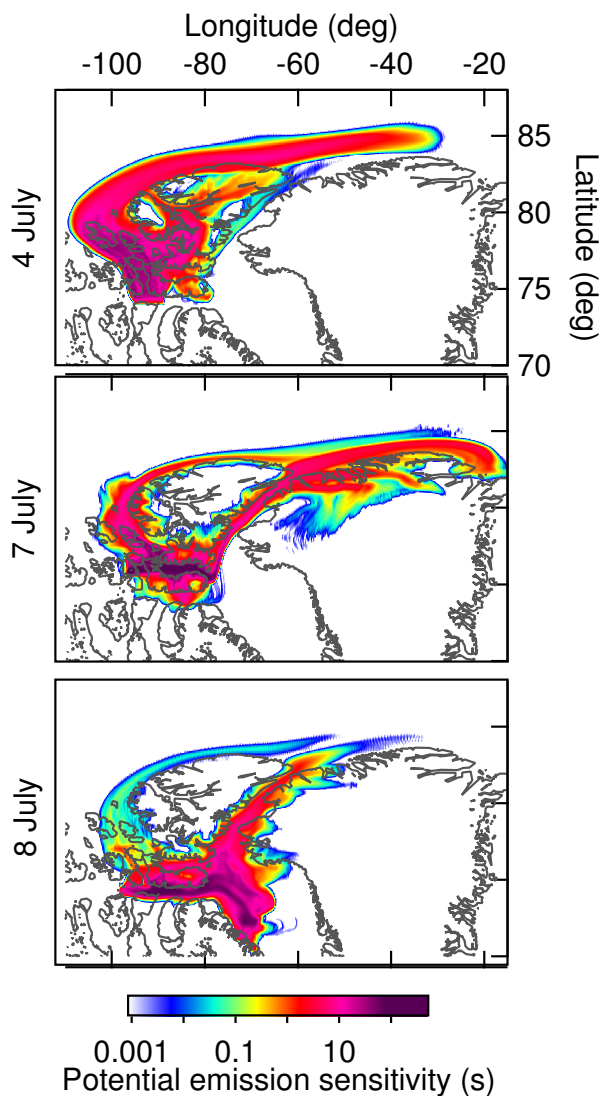 Longitude (deg)
-100 -80 -60 -40 -20
4 July
85
80
75
70
Latitude (deg)
7 July
8 July
0.001 0.1 10
Potential emission sensitivity (s)